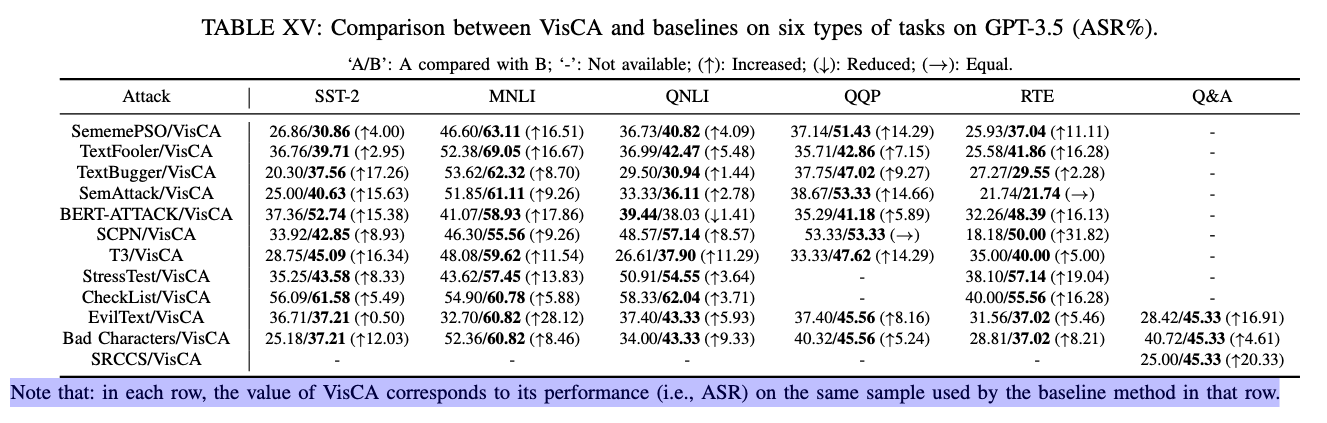 TABLE XV: Comparison between VisCA and baselines on six types of tasks on GPT-3.5 (ASR%).
‘A/B’: A compared with B; ‘-’: Not available; (↑): Increased; (↓): Reduced; (→): Equal.
Attack SST-2 MNLI QNLI QQP RTE Q&A
SememePSO/VisCA 26.86/30.86 (↑4.00) 46.60/63.11 (↑16.51) 36.73/40.82 (↑4.09) 37.14/51.43 (↑14.29) 25.93/37.04 (↑11.11) -
TextFooler/VisCA 36.76/39.71 (↑2.95) 52.38/69.05 (↑16.67) 36.99/42.47 (↑5.48) 35.71/42.86 (↑7.15) 25.58/41.86 (↑16.28) -
TextBugger/VisCA 20.30/37.56 (↑17.26) 53.62/62.32 (↑8.70) 29.50/30.94 (↑1.44) 37.75/47.02 (↑9.27) 27.27/29.55 (↑2.28) -
SemAttack/VisCA 25.00/40.63 (↑15.63) 51.85/61.11 (↑9.26) 33.33/36.11 (↑2.78) 38.67/53.33 (↑14.66) 21.74/21.74 (→) -
BERT-ATTACK/VisCA 37.36/52.74 (↑15.38) 41.07/58.93 (↑17.86) 39.44/38.03 (↓1.41) 35.29/41.18 (↑5.89) 32.26/48.39 (↑16.13) -
SCPN/VisCA 33.92/42.85 (↑8.93) 46.30/55.56 (↑9.26) 48.57/57.14 (↑8.57) 53.33/53.33 (→) 18.18/50.00 (↑31.82) -
T3/VisCA 28.75/45.09 (↑16.34) 48.08/59.62 (↑11.54) 26.61/37.90 (↑11.29) 33.33/47.62 (↑14.29) 35.00/40.00 (↑5.00) -
StressTest/VisCA 35.25/43.58 (↑8.33) 43.62/57.45 (↑13.83) 50.91/54.55 (↑3.64) - 38.10/57.14 (↑19.04) -
CheckList/VisCA 56.09/61.58 (↑5.49) 54.90/60.78 (↑5.88) 58.33/62.04 (↑3.71) - 40.00/55.56 (↑16.28) -
EvilText/VisCA 36.71/37.21 (↑0.50) 32.70/60.82 (↑28.12) 37.40/43.33 (↑5.93) 37.40/45.56 (↑8.16) 31.56/37.02 (↑5.46) 28.42/45.33 (↑16.91)
Bad Characters/VisCA 25.18/37.21 (↑12.03) 52.36/60.82 (↑8.46) 34.00/43.33 (↑9.33) 40.32/45.56 (↑5.24) 28.81/37.02 (↑8.21) 40.72/45.33 (↑4.61)
SRCCS/VisCA - - - - - 25.00/45.33 (↑20.33)
Note that: in each row, the value of VisCA corresponds to its performance (i.e., ASR) on the same sample used by the baseline method in that row.